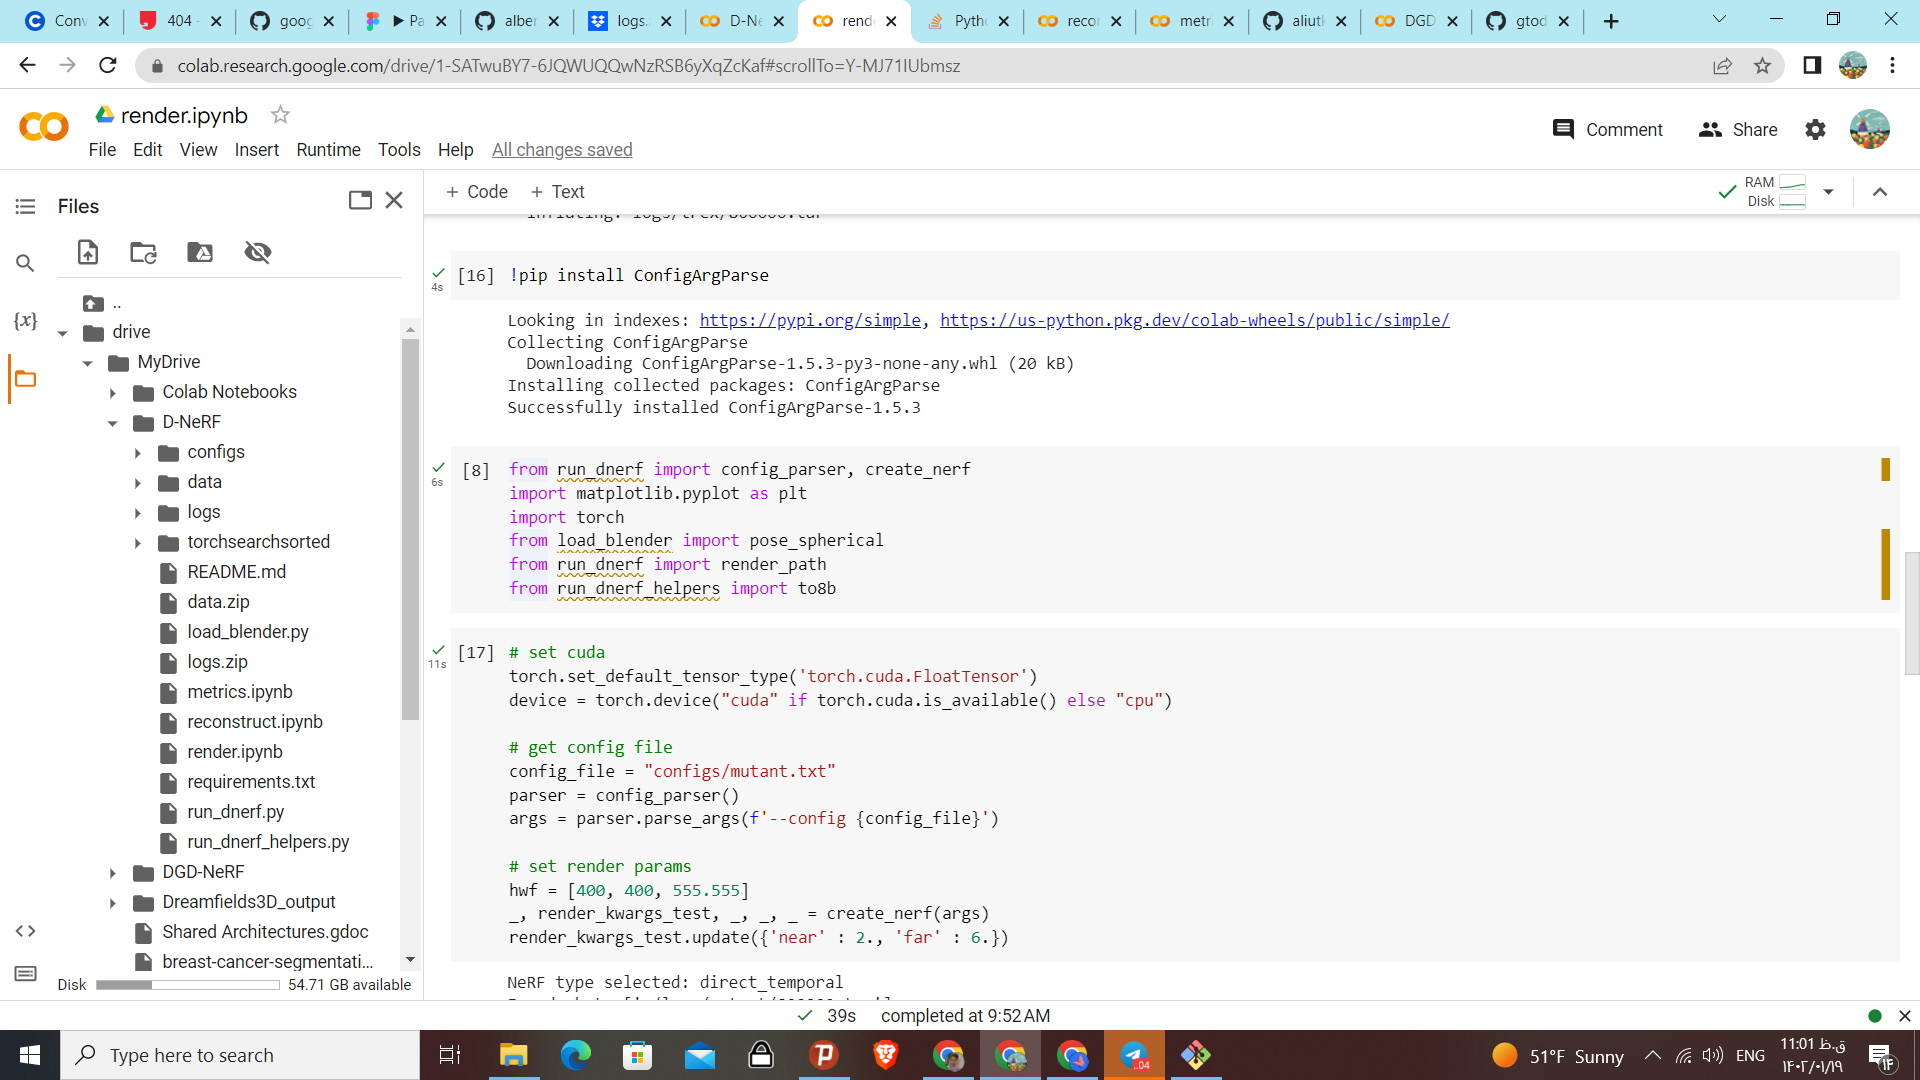 Conv
404 -
goog
Pa
alber
logs.
D-Ne
rende
Pytho
recor
metri
aliutk
DGD
gtod
colab.research.google.com/drive/1-SATwuBY7-6JQWUQQwNzRSB6yXqZcKaf#scrollTo=Y-MJ71IUbmsz
render.ipynb
Comment
Share
File Edit View Insert Runtime Tools Help All changes saved
Files
+ Code + Text
RAM
Disk
..
drive
MyDrive
Colab Notebooks
D-NeRF
configs
data
logs
torchsearchsorted
README.md
data.zip
load_blender.py
logs.zip
metrics.ipynb
reconstruct.ipynb
render.ipynb
requirements.txt
run_dnerf.py
run_dnerf_helpers.py
DGD-NeRF
Dreamfields3D_output
Shared Architectures.gdoc
breast-cancer-segmentati...
Disk 54.71 GB available
{x}
[16] !pip install ConfigArgParse
4s
Looking in indexes: https://pypi.org/simple, https://us-python.pkg.dev/colab-wheels/public/simple/
Collecting ConfigArgParse
Downloading ConfigArgParse-1.5.3-py3-none-any.whl (20 kB)
Installing collected packages: ConfigArgParse
Successfully installed ConfigArgParse-1.5.3
[8] from run_dnerf import config_parser, create_nerf
6s
import matplotlib.pyplot as plt
import torch
from load_blender import pose_spherical
from run_dnerf import render_path
from run_dnerf_helpers import to8b
[17] # set cuda
11s
torch.set_default_tensor_type('torch.cuda.FloatTensor')
device = torch.device("cuda" if torch.cuda.is_available() else "cpu")
# get config file
config_file = "configs/mutant.txt"
parser = config_parser()
args = parser.parse_args(f'--config {config_file}')
# set render params
hwf = [400, 400, 555.555]
_, render_kwargs_test, _, _, _ = create_nerf(args)
render_kwargs_test.update({'near' : 2., 'far' : 6.})
NeRF type selected: direct_temporal
39s completed at 9:52 AM
Type here to search
..04
51°F Sunny
ENG
11:01 ق.ظ
۱۴۰۲/۰۱/۱۹
۱۴